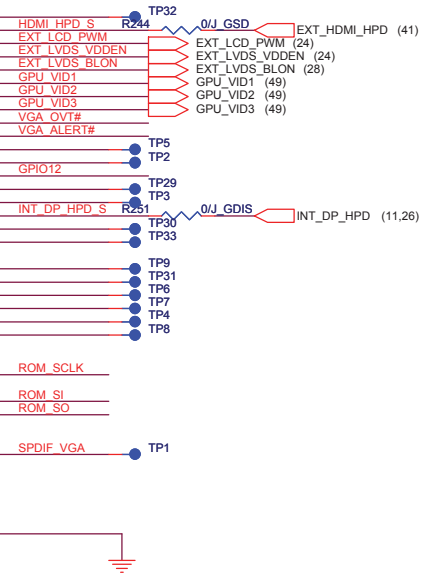 TP32
HDMI_HPD_S R244 0/J_GSD EXT_HDMI_HPD (41)
EXT_LCD_PWM EXT_LCD_PWM (24)
EXT_LVDS_VDDEN EXT_LVDS_VDDEN (24)
EXT_LVDS_BLON EXT_LVDS_BLON (28)
GPU_VID1 GPU_VID1 (49)
GPU_VID2 GPU_VID2 (49)
GPU_VID3 GPU_VID3 (49)
VGA_OVT#
VGA_ALERT#
TP5
TP2
GPIO12
TP29
TP3
INT_DP_HPD_S R251 0/J_GDIS INT_DP_HPD (11,26)
TP30
TP33
TP9
TP31
TP6
TP7
TP4
TP8
ROM_SCLK
ROM_SI
ROM_SO
SPDIF_VGA TP1